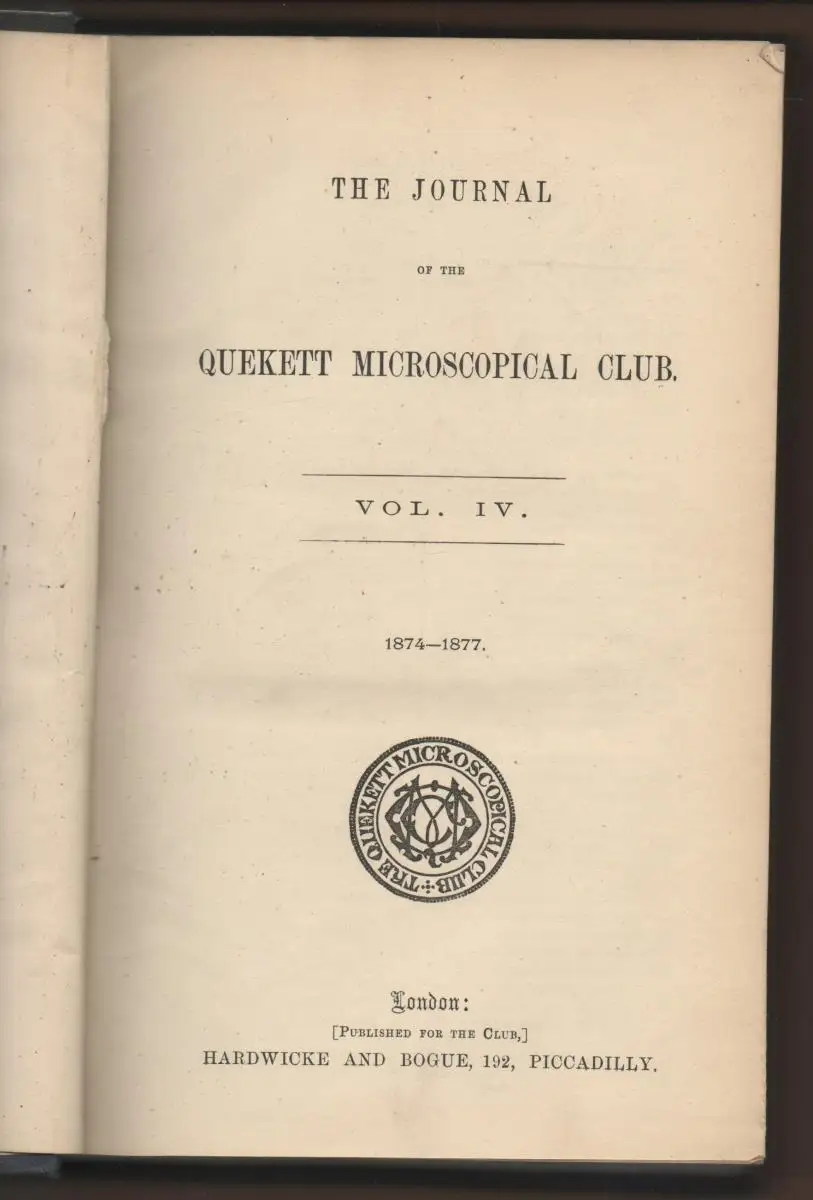 THE JOURNAL
OF THE
QUEKETT MICROSCOPICAL CLUB.
VOL. IV.
1874—1877.
THE QUEKETT MICROSCOPICAL CLUB
London:
[PUBLISHED FOR THE CLUB,]
HARDWICKE AND BOGUE, 192, PICCADILLY.